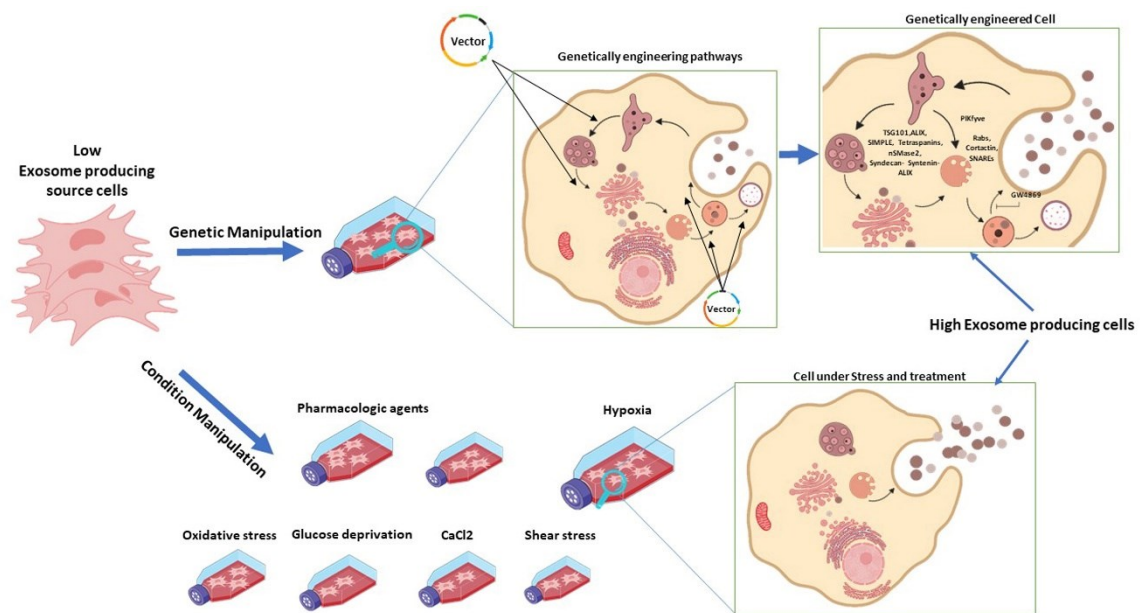 Genetically engineered Cell
Vector
Genetically engineering pathways
PIKfyve
TSG101,ALIX,
SIMPLE, Tetraspanins,
nSMase2,
Syndecan- Syntenin-
ALIX
Rabs,
Cortactin,
SNAREs
GW4869
Low
Exosome producing
source cells
Genetic Manipulation
Vector
High Exosome producing cells
Condition Manipulation
Cell under Stress and treatment
Pharmacologic agents
Hypoxia
Oxidative stress
Glucose deprivation
CaCl2
Shear stress